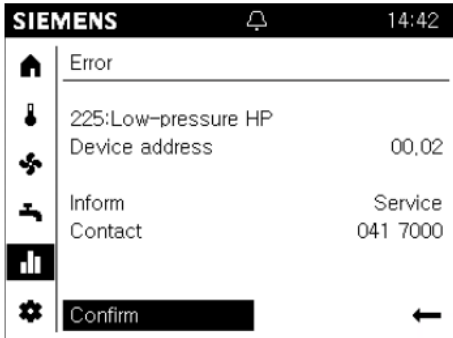 SIEMENS 14:42
Error
225:Low-pressure HP
Device address 00.02
Inform Service
Contact 041 7000
Confirm